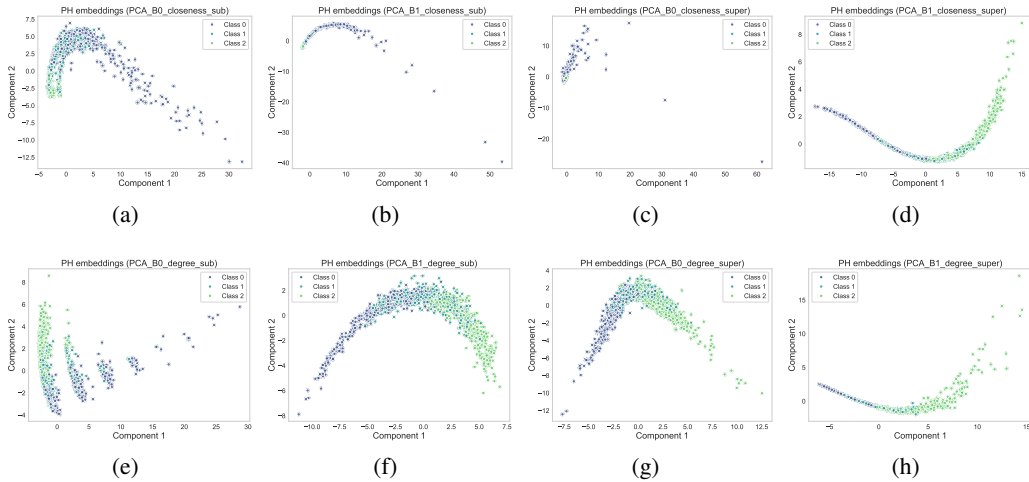 PH embeddings (PCA_B0_closeness_sub)
Component 2
7.5
5.0
2.5
0.0
−2.5
−5.0
−7.5
−10.0
−12.5
Class 0
Class 1
Class 2
−5 0 5 10 15 20 25 30
Component 1
(a)
PH embeddings (PCA_B1_closeness_sub)
Component 2
0
−10
−20
−30
−40
Class 0
Class 1
Class 2
0 10 20 30 40 50
Component 1
(b)
PH embeddings (PCA_B0_closeness_super)
Component 2
10
0
−10
−20
Class 0
Class 1
Class 2
0 10 20 30 40 50 60
Component 1
(c)
PH embeddings (PCA_B1_closeness_super)
Component 2
8
6
4
2
0
Class 0
Class 1
Class 2
−15 −10 −5 0 5 10 15
Component 1
(d)
PH embeddings (PCA_B0_degree_sub)
Component 2
8
6
4
2
0
−2
−4
Class 0
Class 1
Class 2
0 5 10 15 20 25 30
Component 1
(e)
PH embeddings (PCA_B1_degree_sub)
Component 2
2
0
−2
−4
−6
−8
Class 0
Class 1
Class 2
−10.0 −7.5 −5.0 −2.5 0.0 2.5 5.0 7.5
Component 1
(f)
PH embeddings (PCA_B0_degree_super)
Component 2
4
2
0
−2
−4
−6
−8
−10
−12
Class 0
Class 1
Class 2
−7.5 −5.0 −2.5 0.0 2.5 5.0 7.5 10.0 12.5
Component 1
(g)
PH embeddings (PCA_B1_degree_super)
Component 2
15
10
5
0
Class 0
Class 1
Class 2
−5 0 5 10 15
Component 1
(h)